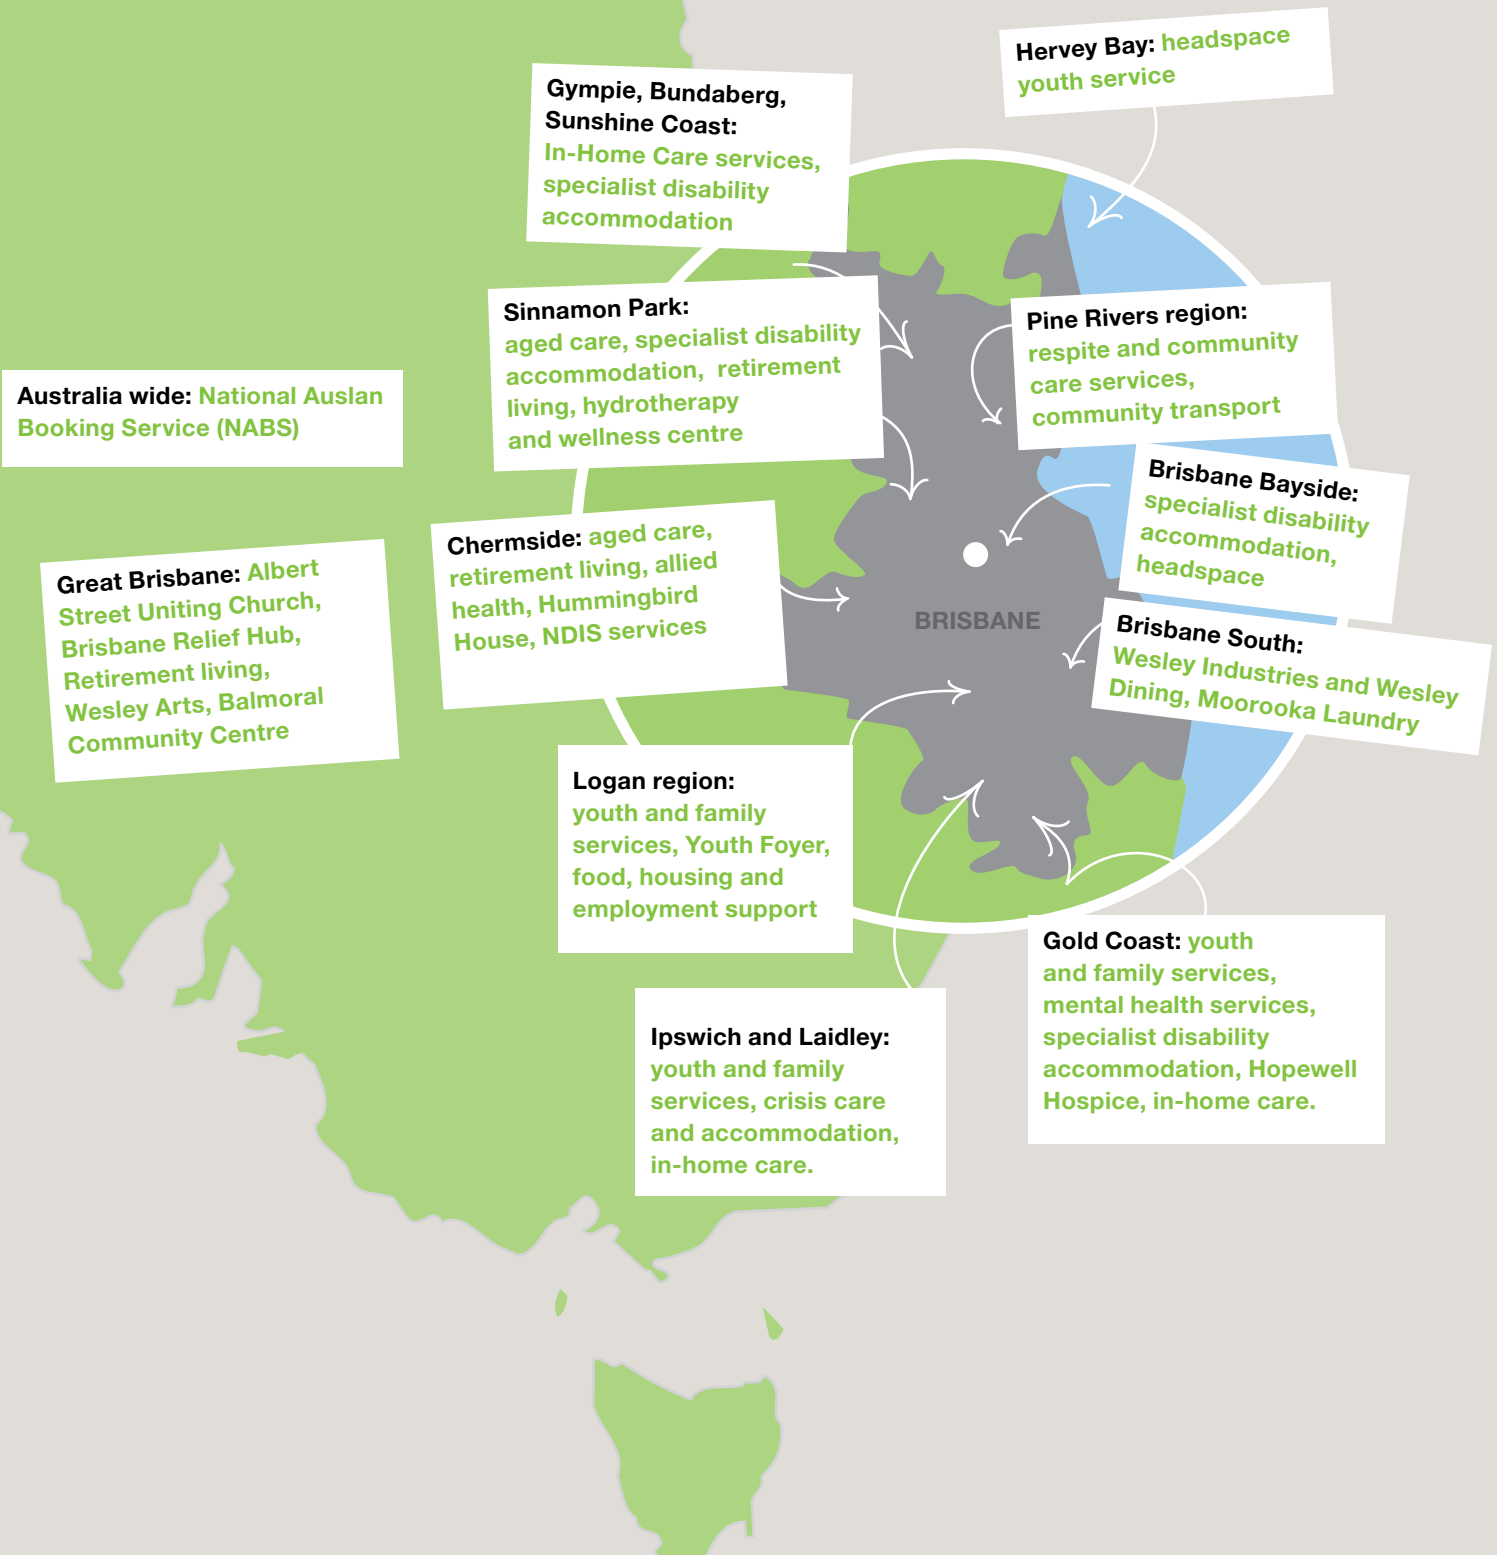 Hervey Bay: headspace
youth service
Gympie, Bundaberg,
Sunshine Coast:
In-Home Care services,
specialist disability
accommodation
Sinnamon Park:
aged care, specialist disability
accommodation, retirement
living, hydrotherapy
and wellness centre
Pine Rivers region:
respite and community
care services,
community transport
Australia wide: National Auslan
Booking Service (NABS)
Brisbane Bayside:
specialist disability
accommodation,
headspace
Chermside: aged care,
retirement living, allied
health, Hummingbird
House, NDIS services
Great Brisbane: Albert
Street Uniting Church,
Brisbane Relief Hub,
Retirement living,
Wesley Arts, Balmoral
Community Centre
BRISBANE
Brisbane South:
Wesley Industries and Wesley
Dining, Moorooka Laundry
Logan region:
youth and family
services, Youth Foyer,
food, housing and
employment support
Gold Coast: youth
and family services,
mental health services,
specialist disability
accommodation, Hopewell
Hospice, in-home care.
Ipswich and Laidley:
youth and family
services, crisis care
and accommodation,
in-home care.